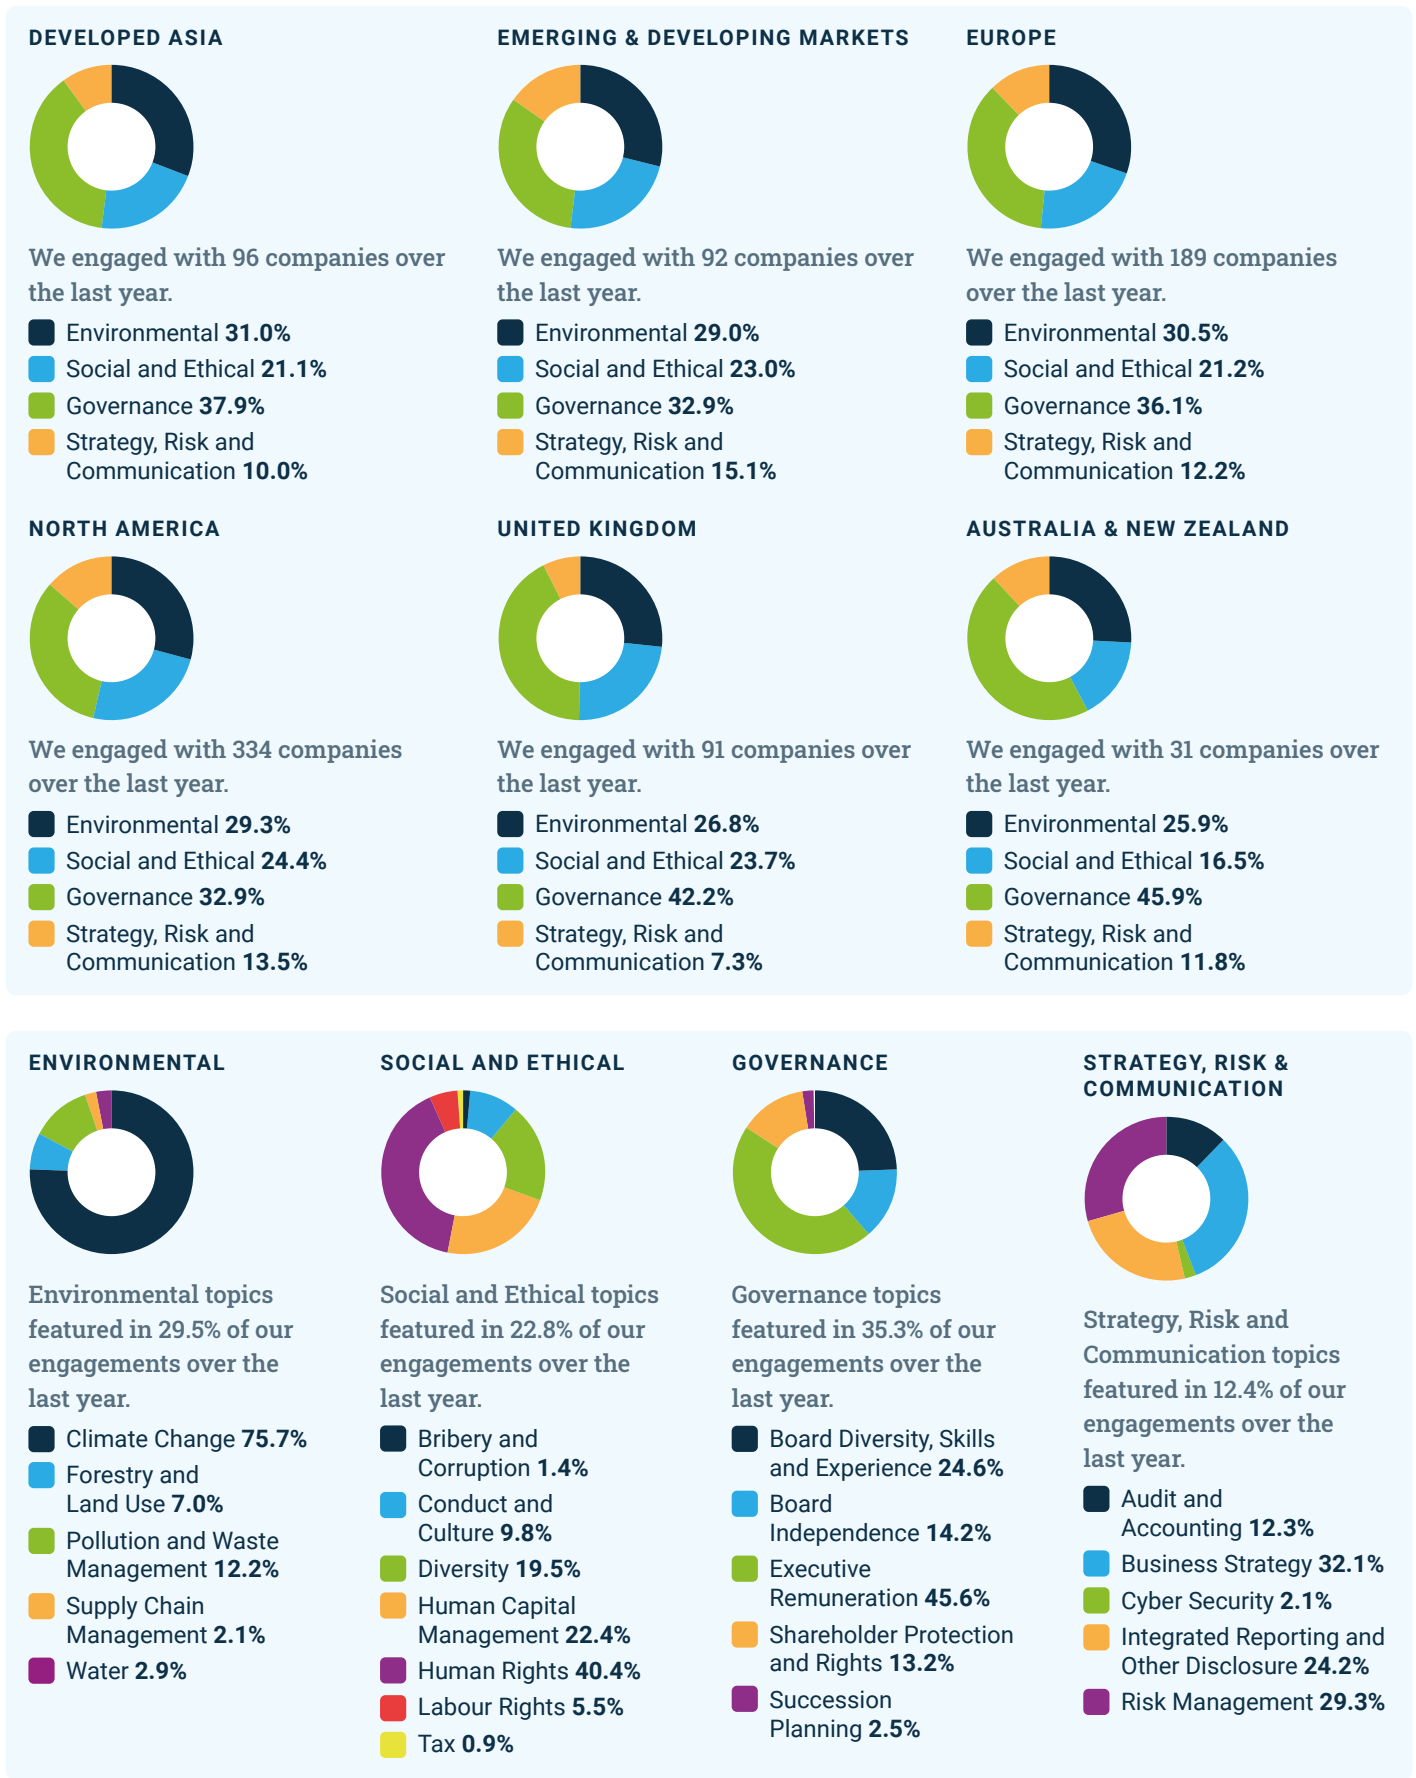 DEVELOPED ASIA
We engaged with 96 companies over
the last year.
Environmental 31.0%
Social and Ethical 21.1%
Governance 37.9%
Strategy, Risk and
Communication 10.0%
EMERGING & DEVELOPING MARKETS
We engaged with 92 companies over
the last year.
Environmental 29.0%
Social and Ethical 23.0%
Governance 32.9%
Strategy, Risk and
Communication 15.1%
EUROPE
We engaged with 189 companies
over the last year.
Environmental 30.5%
Social and Ethical 21.2%
Governance 36.1%
Strategy, Risk and
Communication 12.2%
NORTH AMERICA
We engaged with 334 companies
over the last year.
Environmental 29.3%
Social and Ethical 24.4%
Governance 32.9%
Strategy, Risk and
Communication 13.5%
UNITED KINGDOM
We engaged with 91 companies over
the last year.
Environmental 26.8%
Social and Ethical 23.7%
Governance 42.2%
Strategy, Risk and
Communication 7.3%
AUSTRALIA & NEW ZEALAND
We engaged with 31 companies over
the last year.
Environmental 25.9%
Social and Ethical 16.5%
Governance 45.9%
Strategy, Risk and
Communication 11.8%
ENVIRONMENTAL
Environmental topics
featured in 29.5% of our
engagements over the
last year.
Climate Change 75.7%
Forestry and
Land Use 7.0%
Pollution and Waste
Management 12.2%
Supply Chain
Management 2.1%
Water 2.9%
SOCIAL AND ETHICAL
Social and Ethical topics
featured in 22.8% of our
engagements over the
last year.
Bribery and
Corruption 1.4%
Conduct and
Culture 9.8%
Diversity 19.5%
Human Capital
Management 22.4%
Human Rights 40.4%
Labour Rights 5.5%
Tax 0.9%
GOVERNANCE
Governance topics
featured in 35.3% of our
engagements over the
last year.
Board Diversity, Skills
and Experience 24.6%
Board
Independence 14.2%
Executive
Remuneration 45.6%
Shareholder Protection
and Rights 13.2%
Succession
Planning 2.5%
STRATEGY, RISK &
COMMUNICATION
Strategy, Risk and
Communication topics
featured in 12.4% of our
engagements over the
last year.
Audit and
Accounting 12.3%
Business Strategy 32.1%
Cyber Security 2.1%
Integrated Reporting and
Other Disclosure 24.2%
Risk Management 29.3%